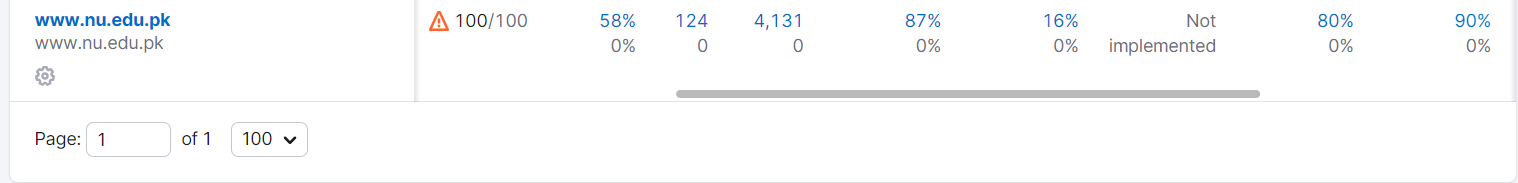 www.nu.edu.pk 100/100 58% 124 4,131 87% 16% Not 80% 90%
www.nu.edu.pk 0% 0 0 0% 0% implemented 0% 0%
Page: 1 of 1 100